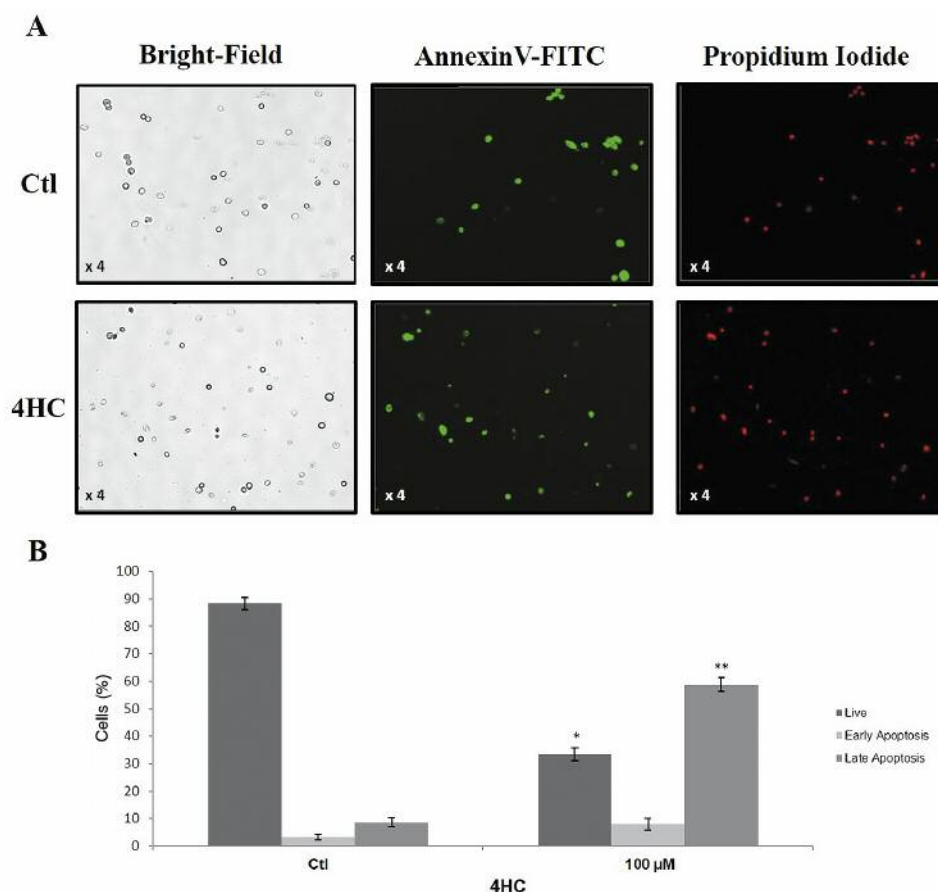 A
Bright-Field AnnexinV-FITC Propidium Iodide
Ctl
x 4 x 4 x 4
4HC
x 4 x 4 x 4
B
100
90
80
70
60
50
40
30
20
10
0
Cells (%)
*
**
Live
Early Apoptosis
Late Apoptosis
Ctl 100 µM
4HC